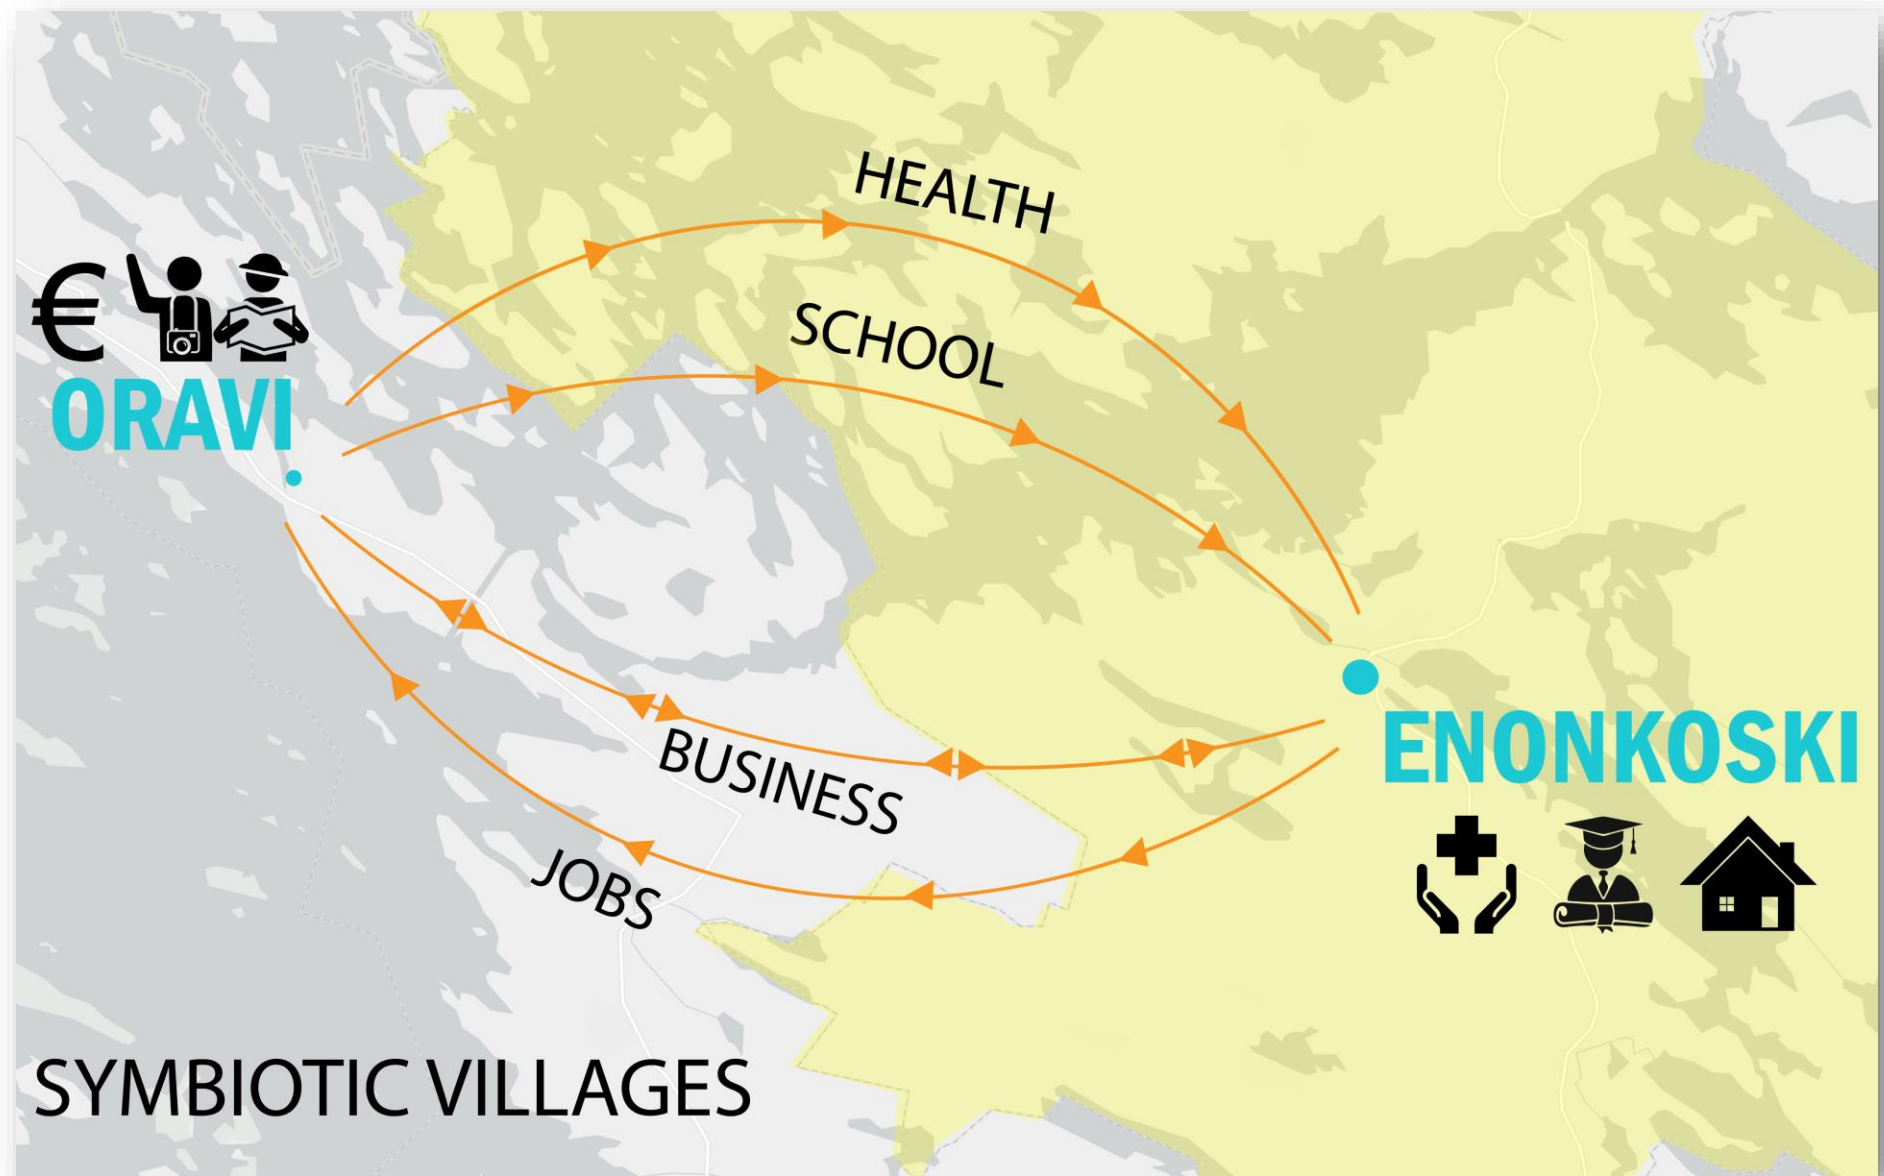 HEALTH
SCHOOL
€
ORAVI
ENONKOSKI
BUSINESS
JOBS
SYMBIOTIC VILLAGES